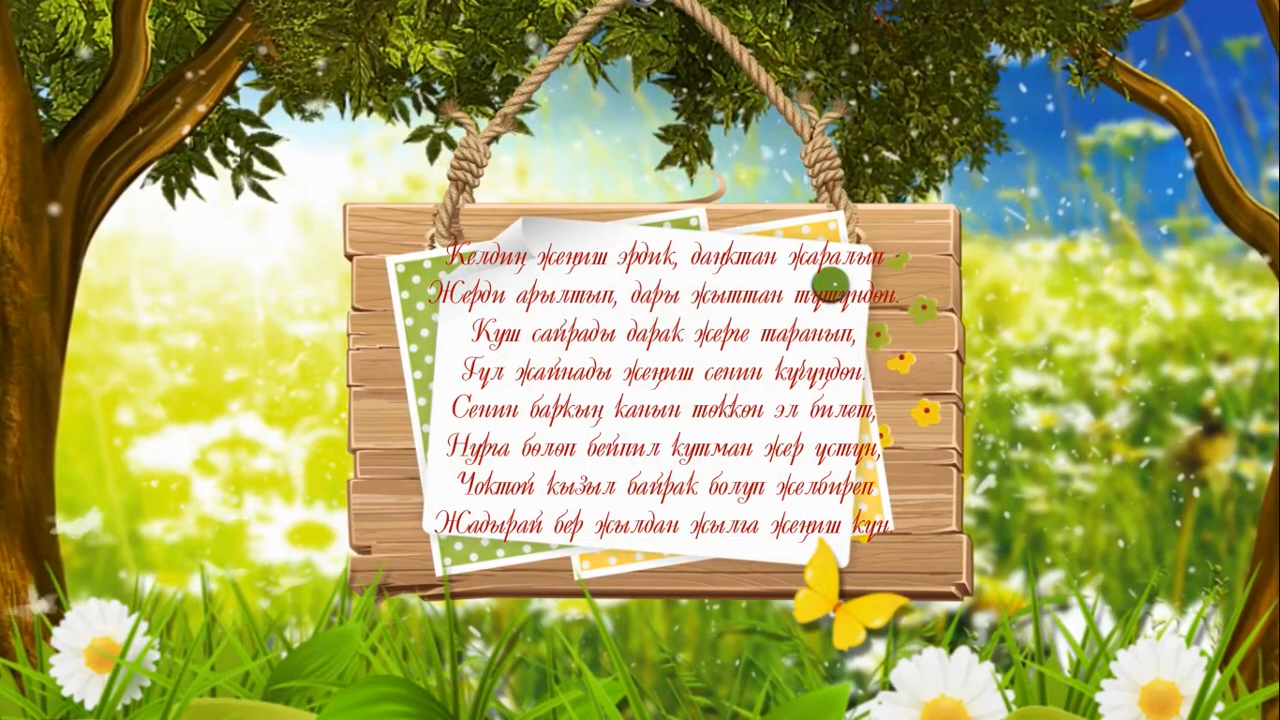 Келдиң жеңиш эрдик, даңктан жаралып
Жерди арылтып, дары жыттан түтүндөн.
Куш сайрады дарак жерге таранып,
Гүл жайнады жеңиш сенин күчүңдөн.
Сенин баркың канын төккөн эл билет,
Нурга бөлөп бейпил кутман жер үстүн,
Чоктой кызыл байрак болуп желбиреп
Жадырай бер жылдан жылга жеңиш күн.